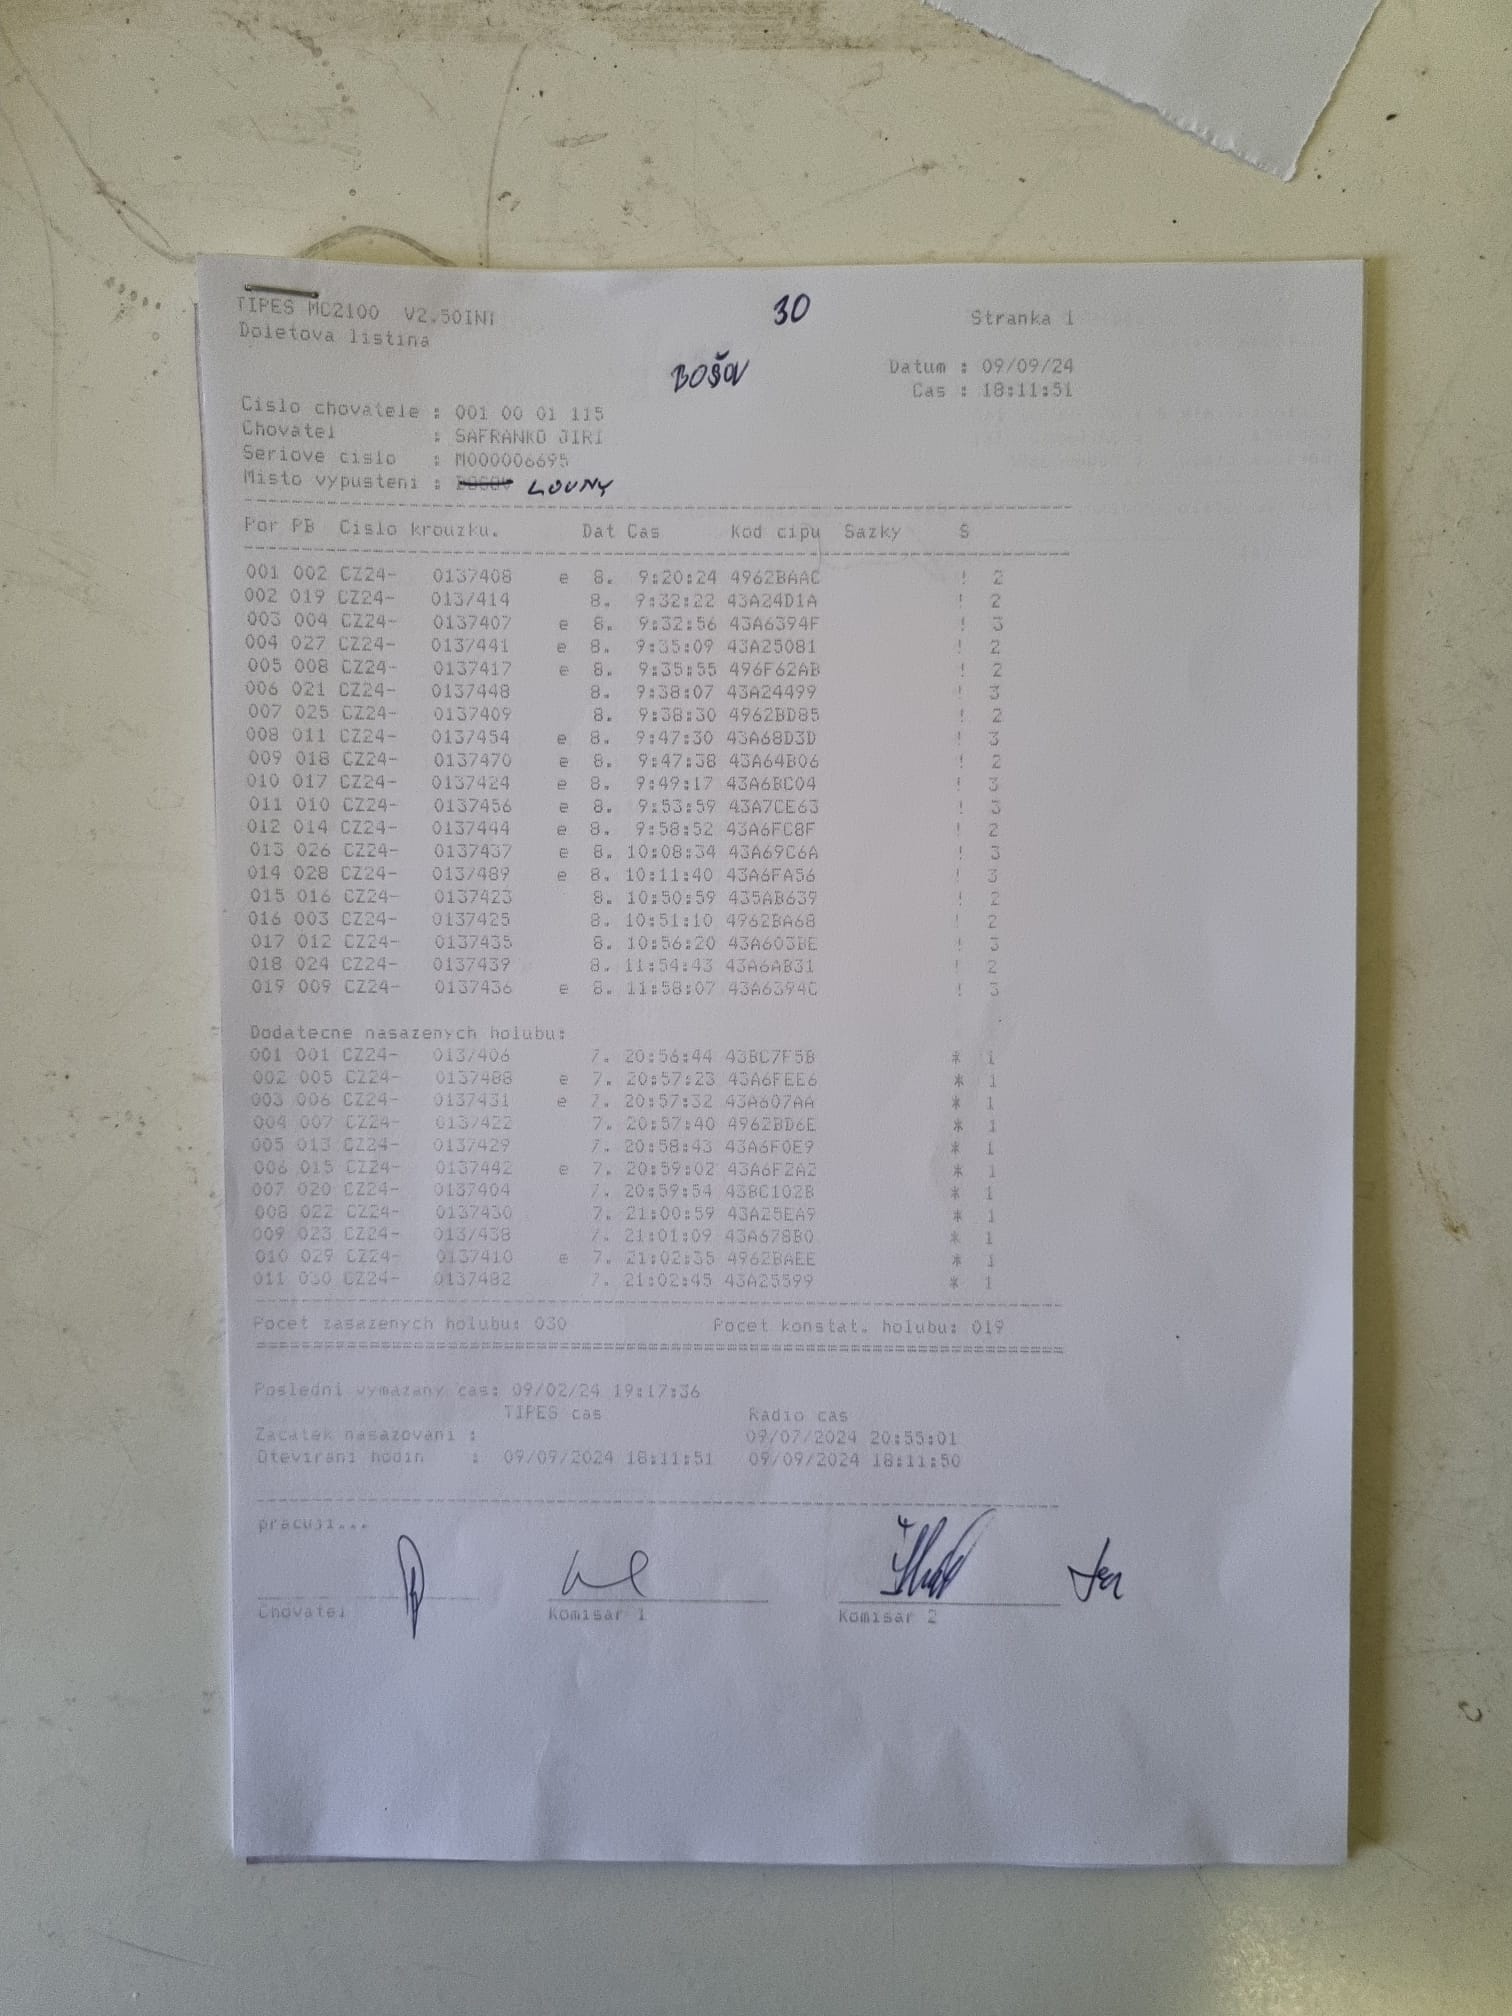 TIPES MC2100 V2.50INI 30 Stranka 1
Doletova listina
BOŠOV Datum : 09/09/24
Cas : 18:11:51
Cislo chovatele : 001 00 01 115
Chovatel : SAFRANKO JIRI
Seriove cislo : M000006695
Misto vypusteni : LOUNY
Por PB Cislo krouzku. Dat Cas Kod cipu Sazky S
001 002 CZ24- 0137408 e 8. 9:20:24 4962BAAC ! 2
002 019 CZ24- 0137414 8. 9:32:22 43A24D1A ! 2
003 004 CZ24- 0137407 e 8. 9:32:56 43A6394F ! 3
004 027 CZ24- 0137441 e 8. 9:35:09 43A25081 ! 2
005 008 CZ24- 0137417 e 8. 9:35:55 496F62AB ! 2
006 021 CZ24- 0137448 8. 9:38:07 43A24499 ! 3
007 025 CZ24- 0137409 8. 9:38:30 4962BD85 ! 2
008 011 CZ24- 0137454 e 8. 9:47:30 43A68D3D ! 3
009 018 CZ24- 0137470 e 8. 9:47:38 43A64B06 ! 2
010 017 CZ24- 0137424 e 8. 9:49:17 43A6BC04 ! 3
011 010 CZ24- 0137456 e 8. 9:53:59 43A7CE63 ! 3
012 014 CZ24- 0137444 e 8. 9:58:52 43A6FC8F ! 2
013 026 CZ24- 0137437 e 8. 10:08:34 43A69C6A ! 3
014 028 CZ24- 0137489 e 8. 10:11:40 43A6FA56 ! 3
015 016 CZ24- 0137423 8. 10:50:59 435AB639 ! 2
016 003 CZ24- 0137425 8. 10:51:10 4962BA68 ! 2
017 012 CZ24- 0137435 8. 10:56:20 43A603BE ! 3
018 024 CZ24- 0137439 8. 11:54:43 43A6AB31 ! 2
019 009 CZ24- 0137436 e 8. 11:58:07 43A6394C ! 3
Dodatecne nasazenych holubu:
001 001 CZ24- 0137406 7. 20:56:44 43BC7F5B * 1
002 005 CZ24- 0137488 e 7. 20:57:23 43A6FEE6 * 1
003 006 CZ24- 0137431 e 7. 20:57:32 43A607AA * 1
004 007 CZ24- 0137422 7. 20:57:40 4962BD6E * 1
005 013 CZ24- 0137429 7. 20:58:43 43A6F0E9 * 1
006 015 CZ24- 0137442 e 7. 20:59:02 43A6F2A2 * 1
007 020 CZ24- 0137404 7. 20:59:54 43BC102B * 1
008 022 CZ24- 0137430 7. 21:00:59 43A25EA9 * 1
009 023 CZ24- 0137438 7. 21:01:09 43A678B0 * 1
010 029 CZ24- 0137410 e 7. 21:02:35 4962BAEE * 1
011 030 CZ24- 0137482 7. 21:02:45 43A25599 * 1
Pocet zasazenych holubu: 030 Pocet konstat. holubu: 019
Posledni vymazany cas: 09/02/24 19:17:36
TIPES cas Radio cas
Zacatek nasazovani : 09/07/2024 20:55:01
Otevirani hodin : 09/09/2024 18:11:51 09/09/2024 18:11:50
pracuji...
Chovatel Komisar 1 Komisar 2